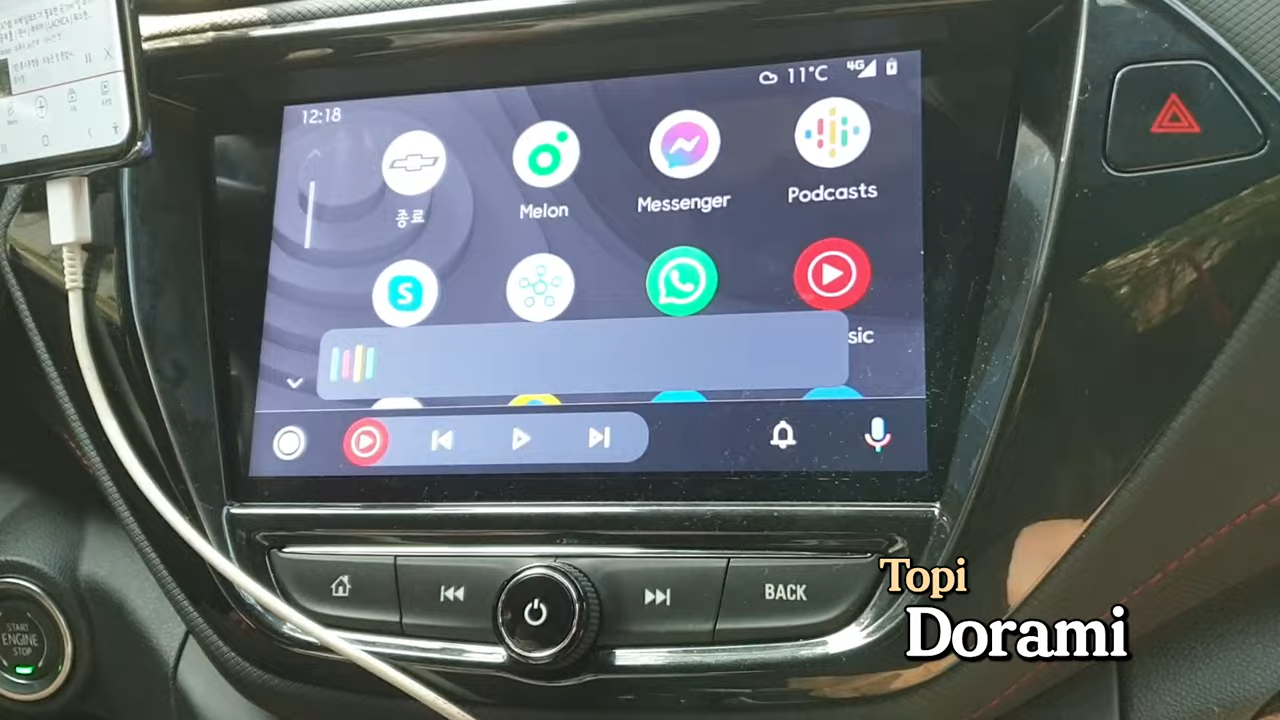 12:18
11°C
4G
종료
Melon
Messenger
Podcasts
S
sic
BACK
START
ENGINE
STOP
Topi
Dorami